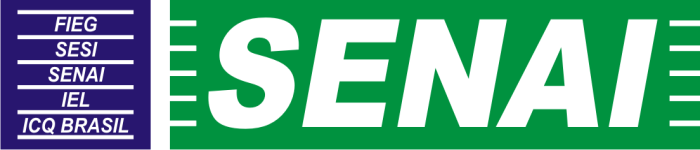 FIEG
SESI
SENAI
IEL
ICQ BRASIL
SENAI